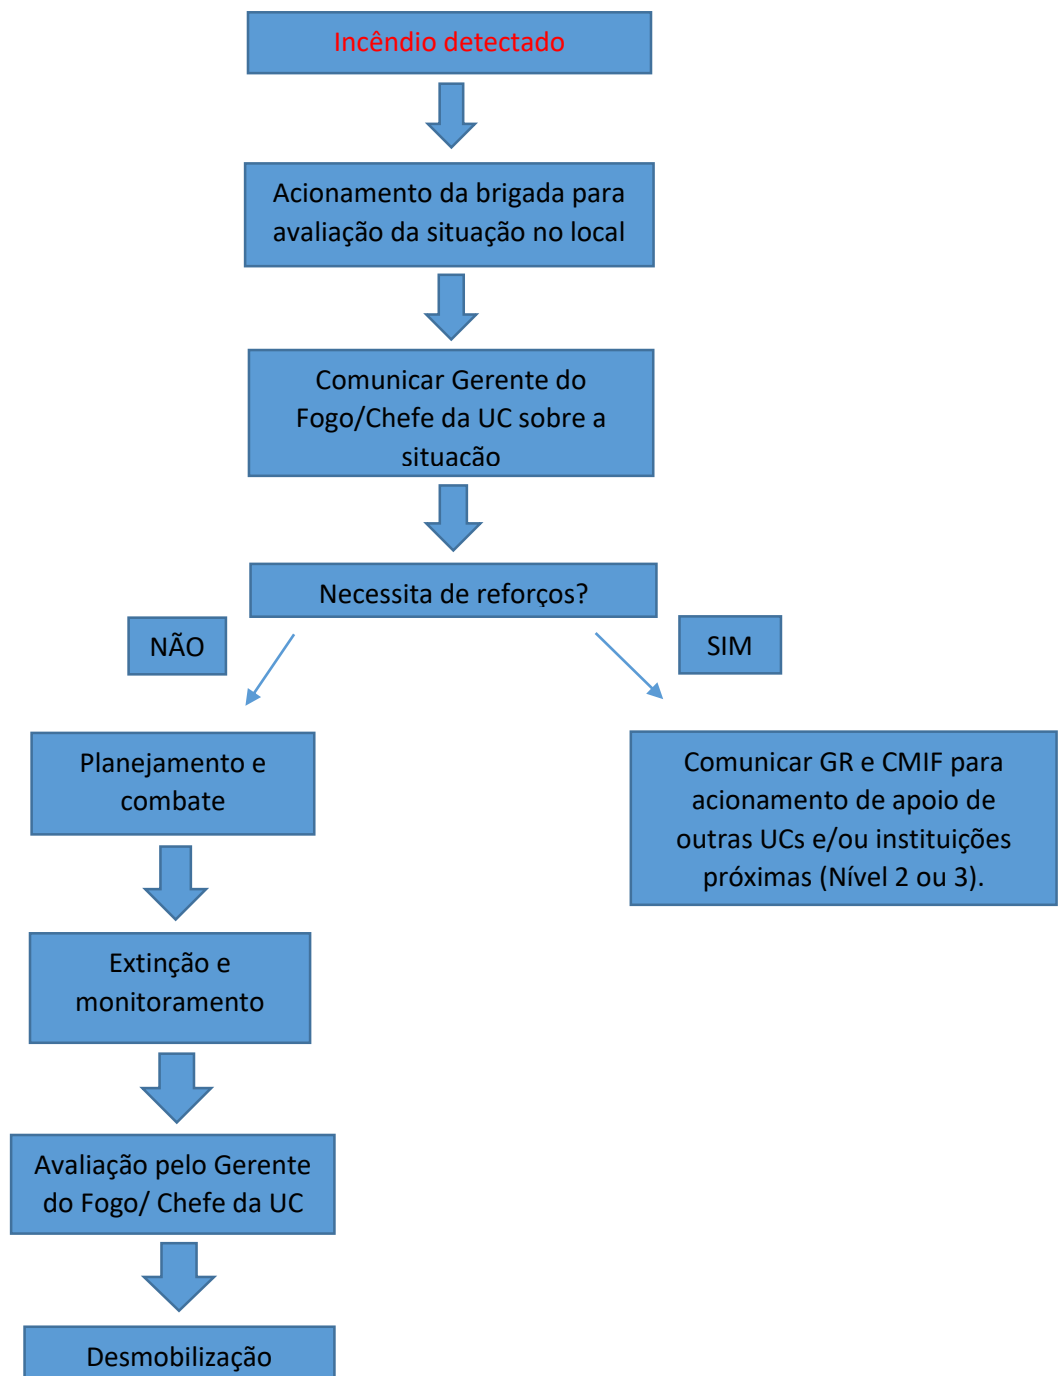 Incêndio detectado
Acionamento da brigada para
avaliação da situação no local
Comunicar Gerente do
Fogo/Chefe da UC sobre a
situação
Necessita de reforços?
NÃO
SIM
Planejamento e
combate
Comunicar GR e CMIF para
acionamento de apoio de
outras UCs e/ou instituições
próximas (Nível 2 ou 3).
Extinção e
monitoramento
Avaliação pelo Gerente
do Fogo/ Chefe da UC
Desmobilização